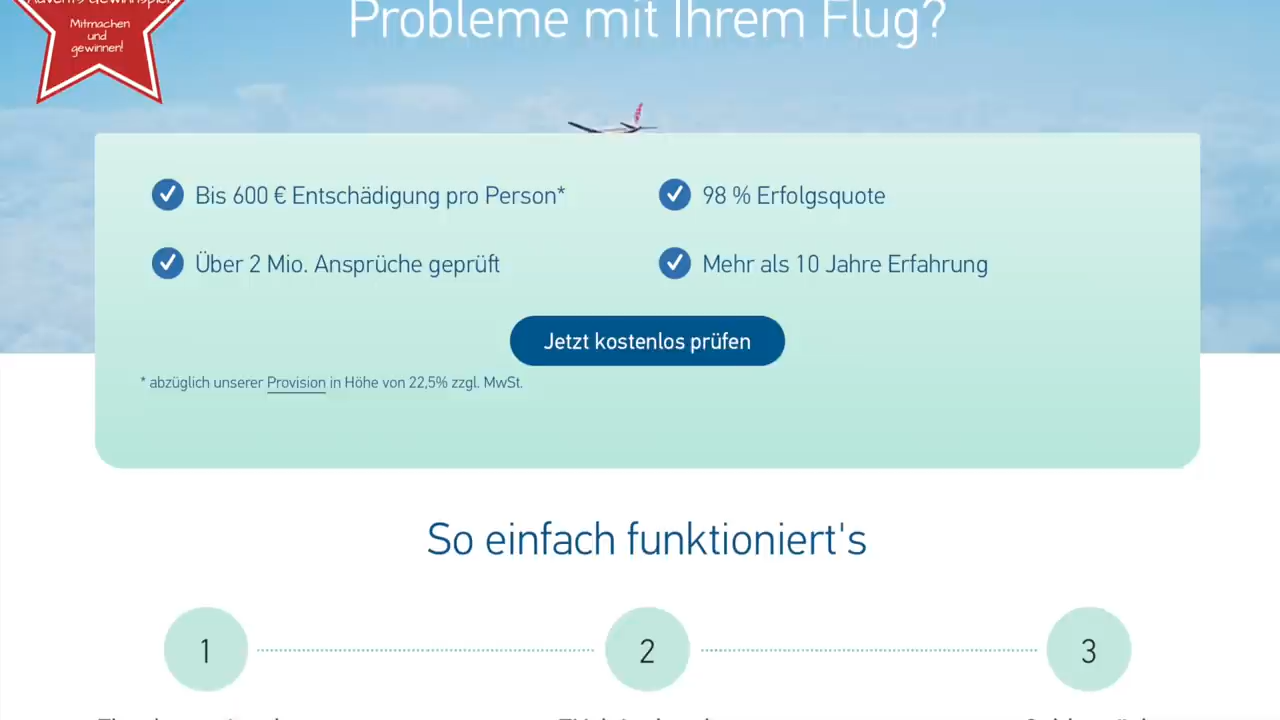 Mitmachen
und
gewinnen!
Probleme mit Ihrem Flug?
Bis 600 € Entschädigung pro Person*
98 % Erfolgsquote
Über 2 Mio. Ansprüche geprüft
Mehr als 10 Jahre Erfahrung
Jetzt kostenlos prüfen
* abzüglich unserer Provision in Höhe von 22,5% zzgl. MwSt.
So einfach funktioniert's
1
2
3